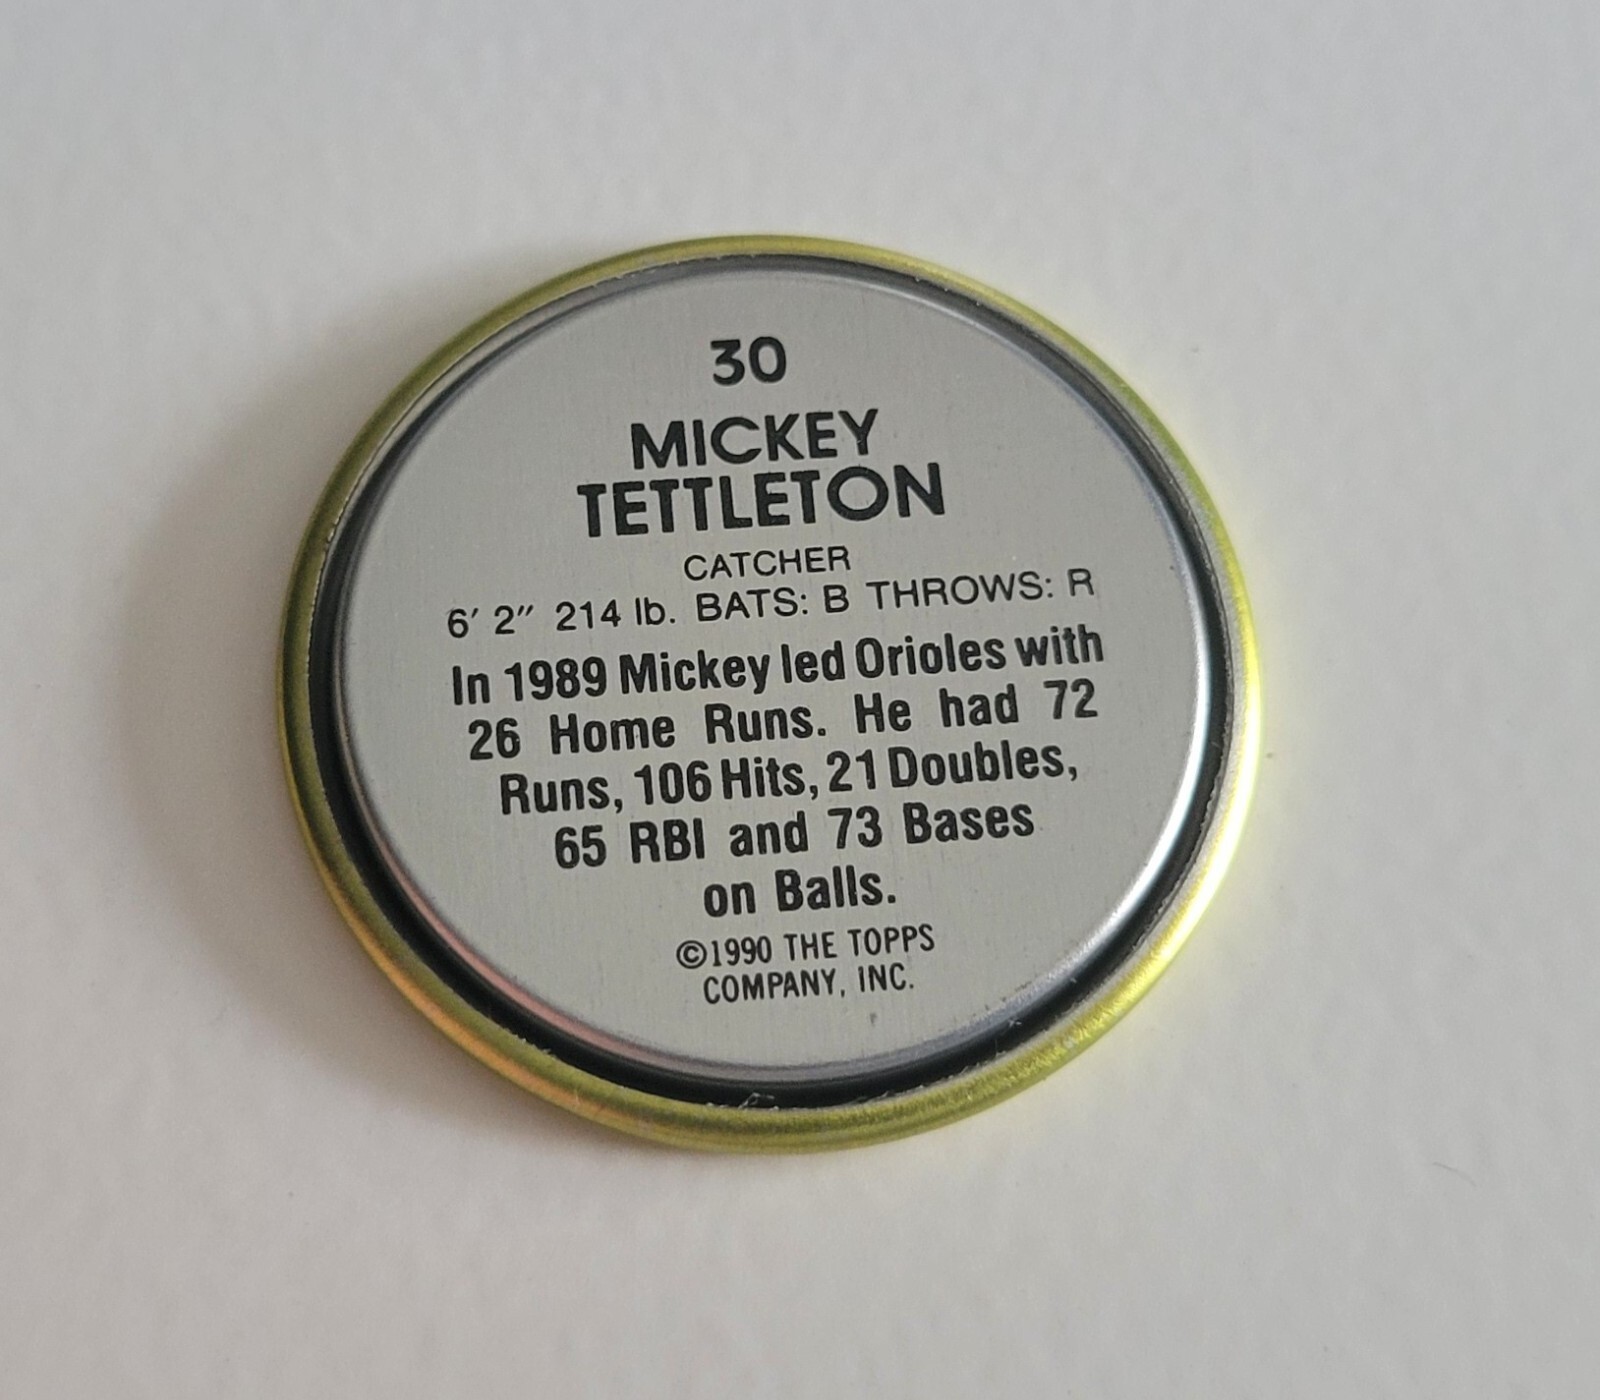 30
MICKEY
TETTLETON
CATCHER
6' 2" 214 lb. BATS: B THROWS: R
In 1989 Mickey led Orioles with
26 Home Runs. He had 72
Runs, 106 Hits, 21 Doubles,
65 RBI and 73 Bases
on Balls.
©1990 THE TOPPS
COMPANY, INC.